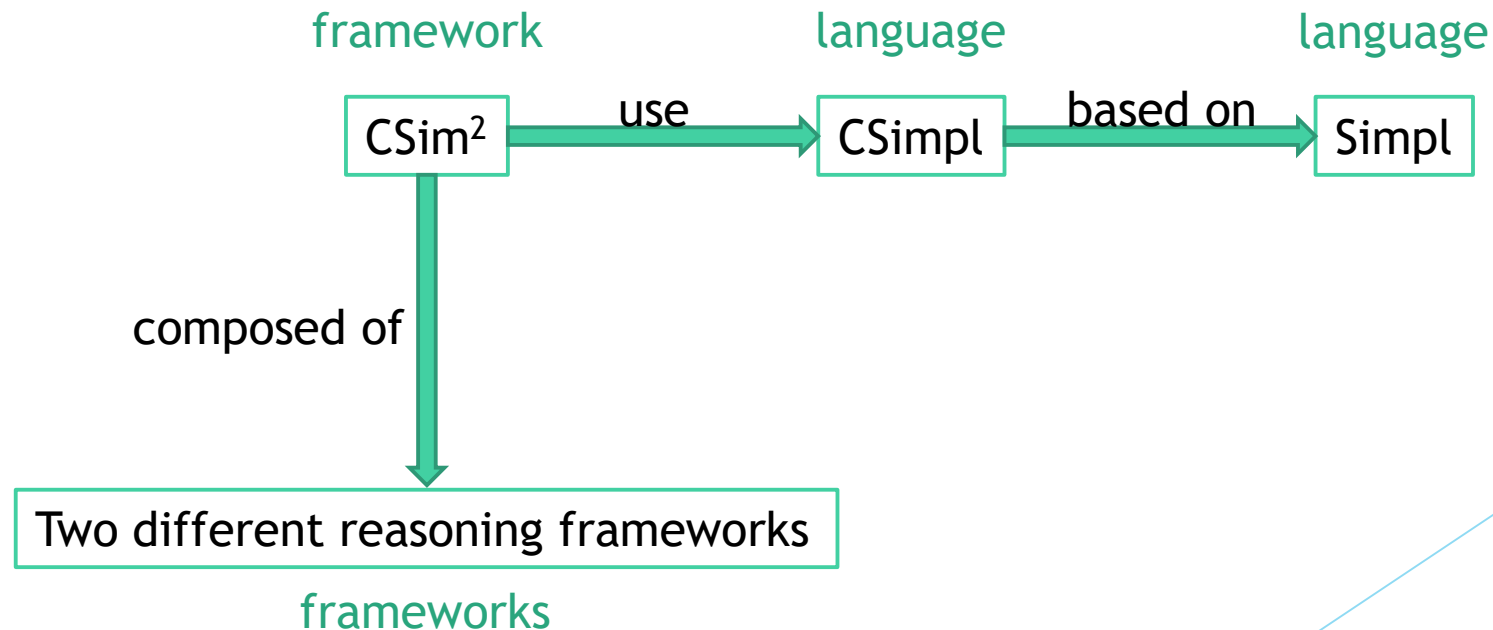 framework language language
CSim² use CSimpl based on Simpl
composed of
Two different reasoning frameworks
frameworks